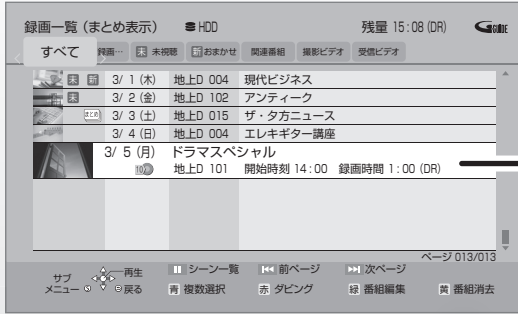 録画一覧（まとめ表示） HDD 残量 15:08 (DR) G-GUIDE
すべて 録画… 未 未視聴 新 おまかせ 関連番組 撮影ビデオ 受信ビデオ
未 新 3/ 1 (木) 地上D 004 現代ビジネス
未 3/ 2 (金) 地上D 102 アンティーク
まとめ 3/ 3 (土) 地上D 015 ザ・夕方ニュース
3/ 4 (日) 地上D 004 エレキギター講座
3/ 5 (月) ドラマスペシャル
地上D 101 開始時刻 14:00 録画時間 1:00 (DR)
ページ 013/013
サブメニュー S 再生 戻る シーン一覧 前ページ 次ページ
青 複数選択 赤 ダビング 緑 番組編集 黄 番組消去